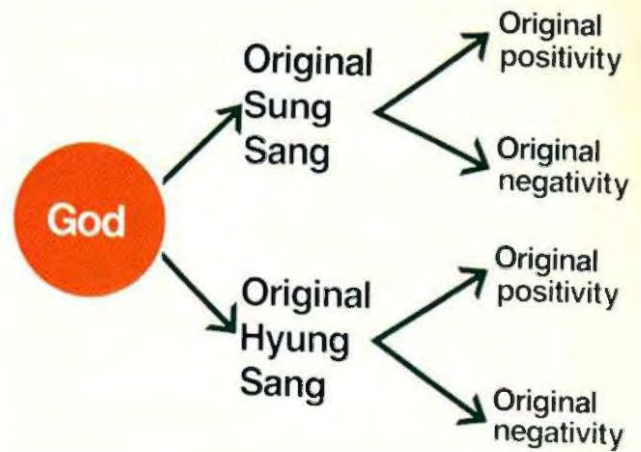 God
Original
Sung
Sang
Original
positivity
Original
negativity
Original
Hyung
Sang
Original
positivity
Original
negativity